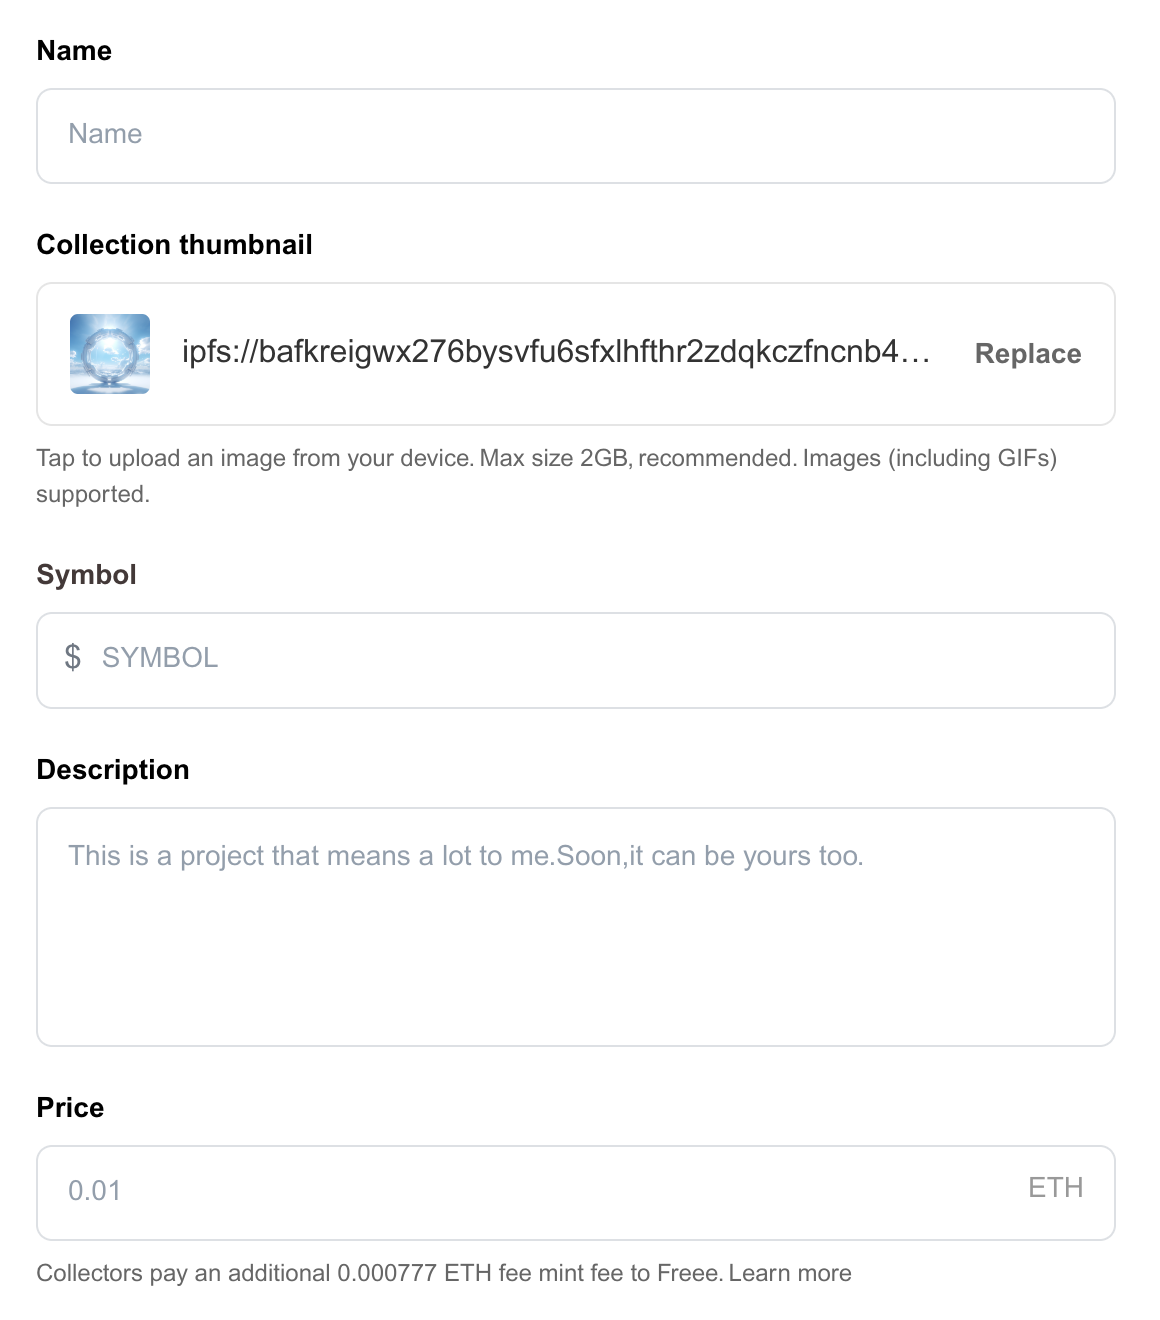 Name
Name
Collection thumbnail
ipfs://bafkreigwx276bysvfu6sfxlhfthr2zdqkczfncnb4…
Replace
Tap to upload an image from your device. Max size 2GB, recommended. Images (including GIFs)
supported.
Symbol
$ SYMBOL
Description
This is a project that means a lot to me.Soon,it can be yours too.
Price
0.01
ETH
Collectors pay an additional 0.000777 ETH fee mint fee to Freee. Learn more